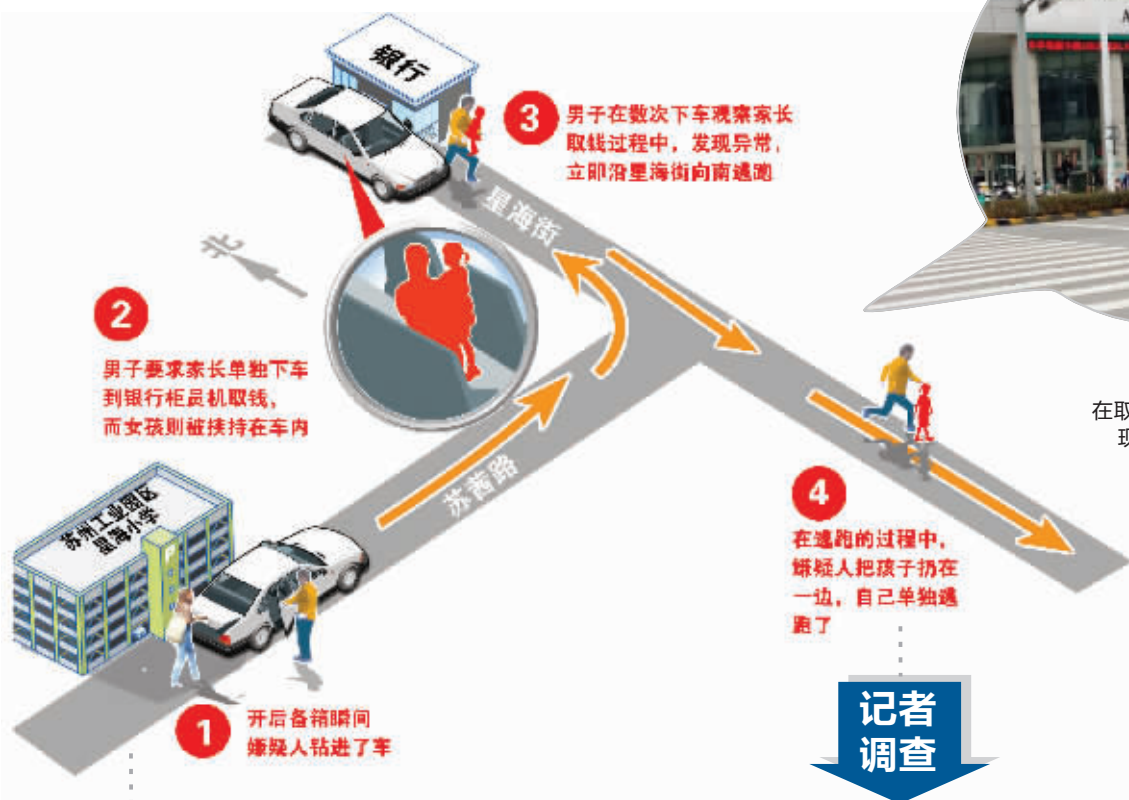 银行
3
男子在数次下车观察家长
取钱过程中，发现异常，
立即沿星海街向南逃跑
星海街
北
2
男子要求家长单独下车
到银行柜员机取钱，
而女孩则被挟持在车内
苏茜路
苏州工业园区
星海小学
P
1
开后备箱瞬间
嫌疑人钻进了车
4
在逃跑的过程中，
嫌疑人把孩子扔在
一边，自己单独逃
跑了
记者
调查
在取
A